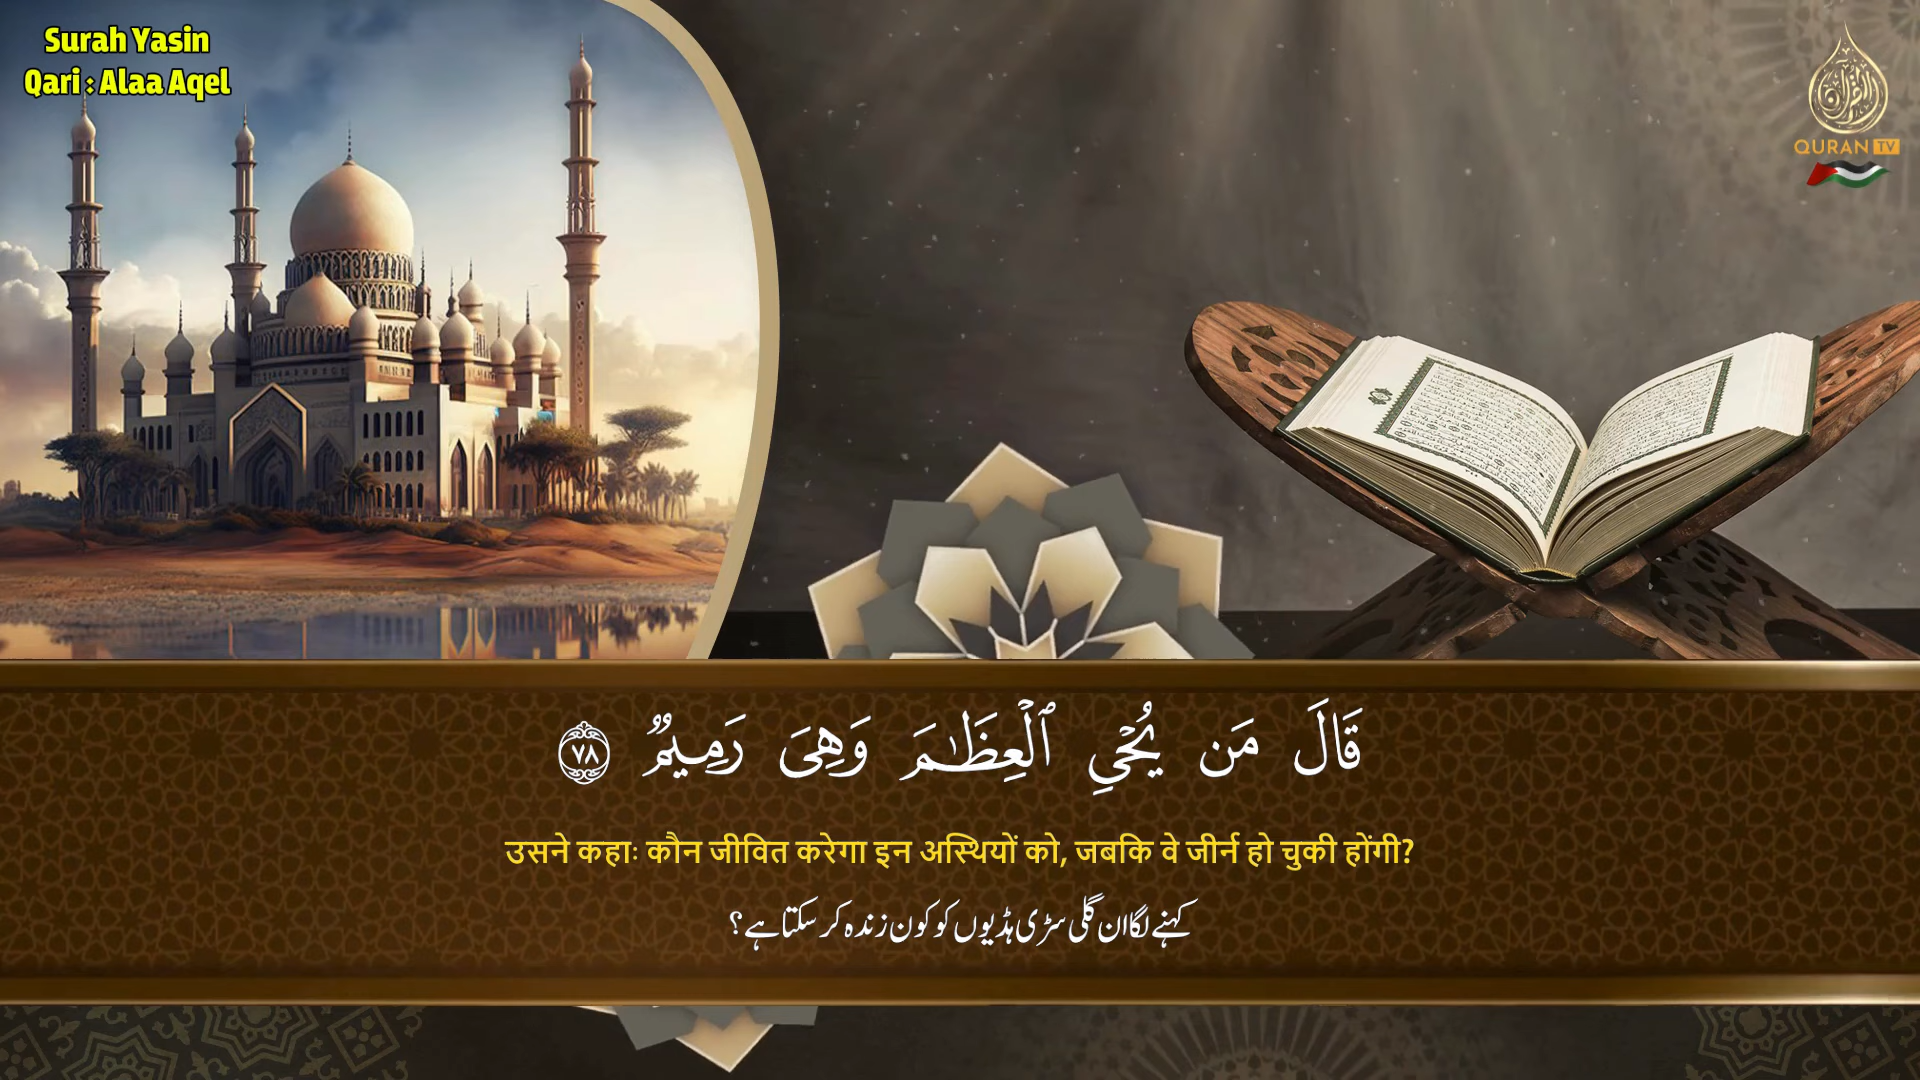 Surah Yasin
Qari : Alaa Aqel
القرآن
QURAN TV
قَالَ مَن يُحْيِ ٱلْعِظَٰمَ وَهِىَ رَمِيمٌ ٧٨
उसने कहाः कौन जीवित करेगा इन अस्थियों को, जबकि वे जीर्न हो चुकी होंगी?
کہنے لگا ان گلی سڑی ہڈیوں کو کون زندہ کر سکتا ہے؟